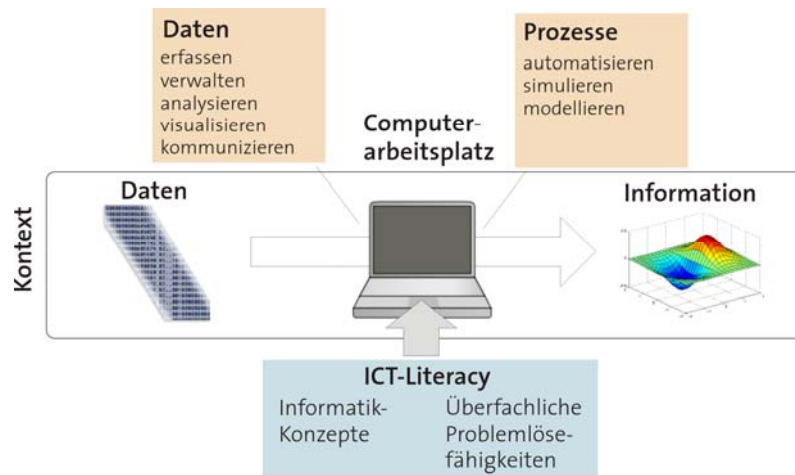 Daten
erfassen
verwalten
analysieren
visualisieren
kommunizieren
Prozesse
automatisieren
simulieren
modellieren
Computer-
arbeitsplatz
Kontext
Daten
Information
ICT-Literacy
Informatik-
Konzepte
Überfachliche
Problemlöse-
fähigkeiten